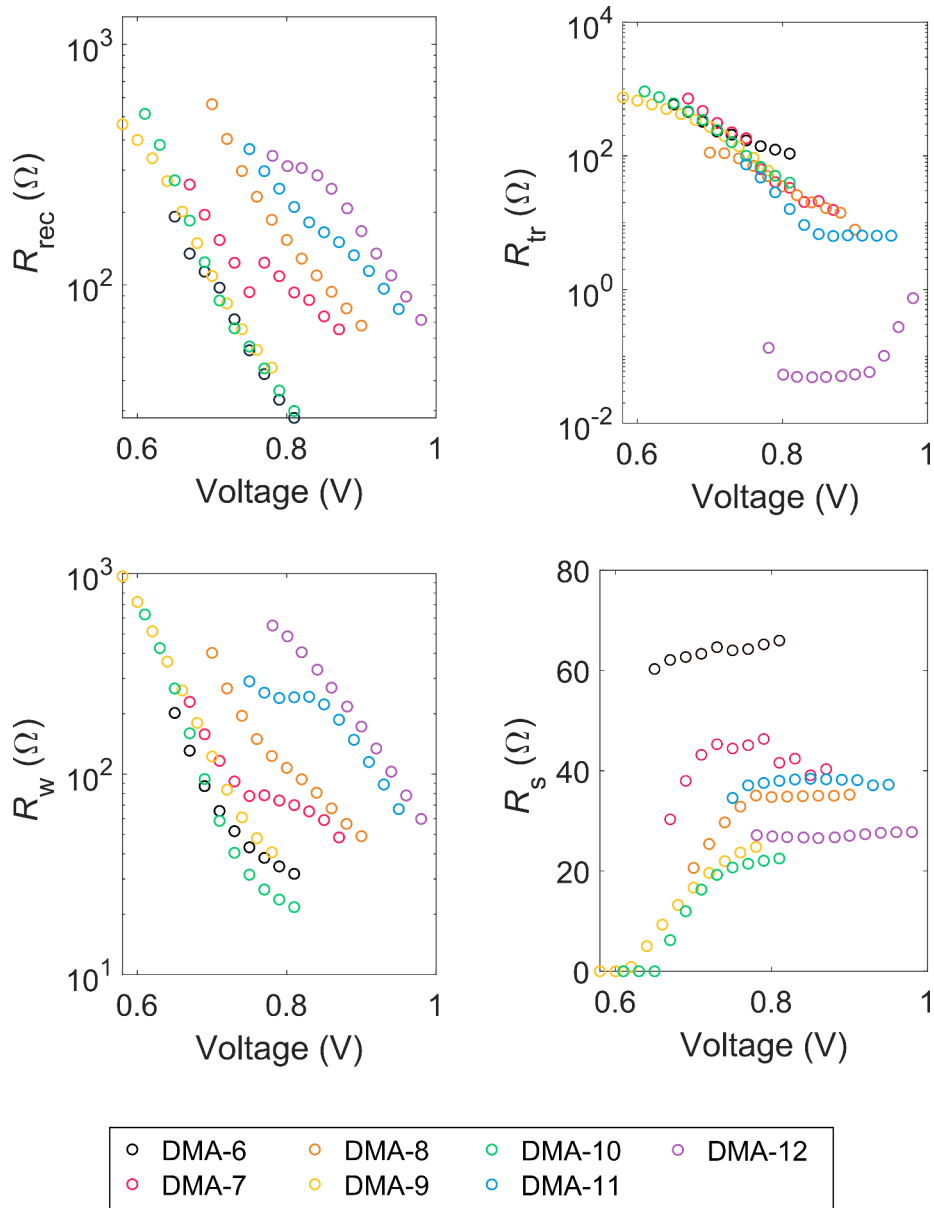 10³
10²
R_rec (Ω)
0.6 0.8 1
Voltage (V)
10⁴
10²
10⁰
10⁻²
R_tr (Ω)
0.6 0.8 1
Voltage (V)
10³
10²
10¹
R_w (Ω)
0.6 0.8 1
Voltage (V)
80
60
40
20
0
R_s (Ω)
0.6 0.8 1
Voltage (V)
DMA-6 DMA-8 DMA-10 DMA-12
DMA-7 DMA-9 DMA-11